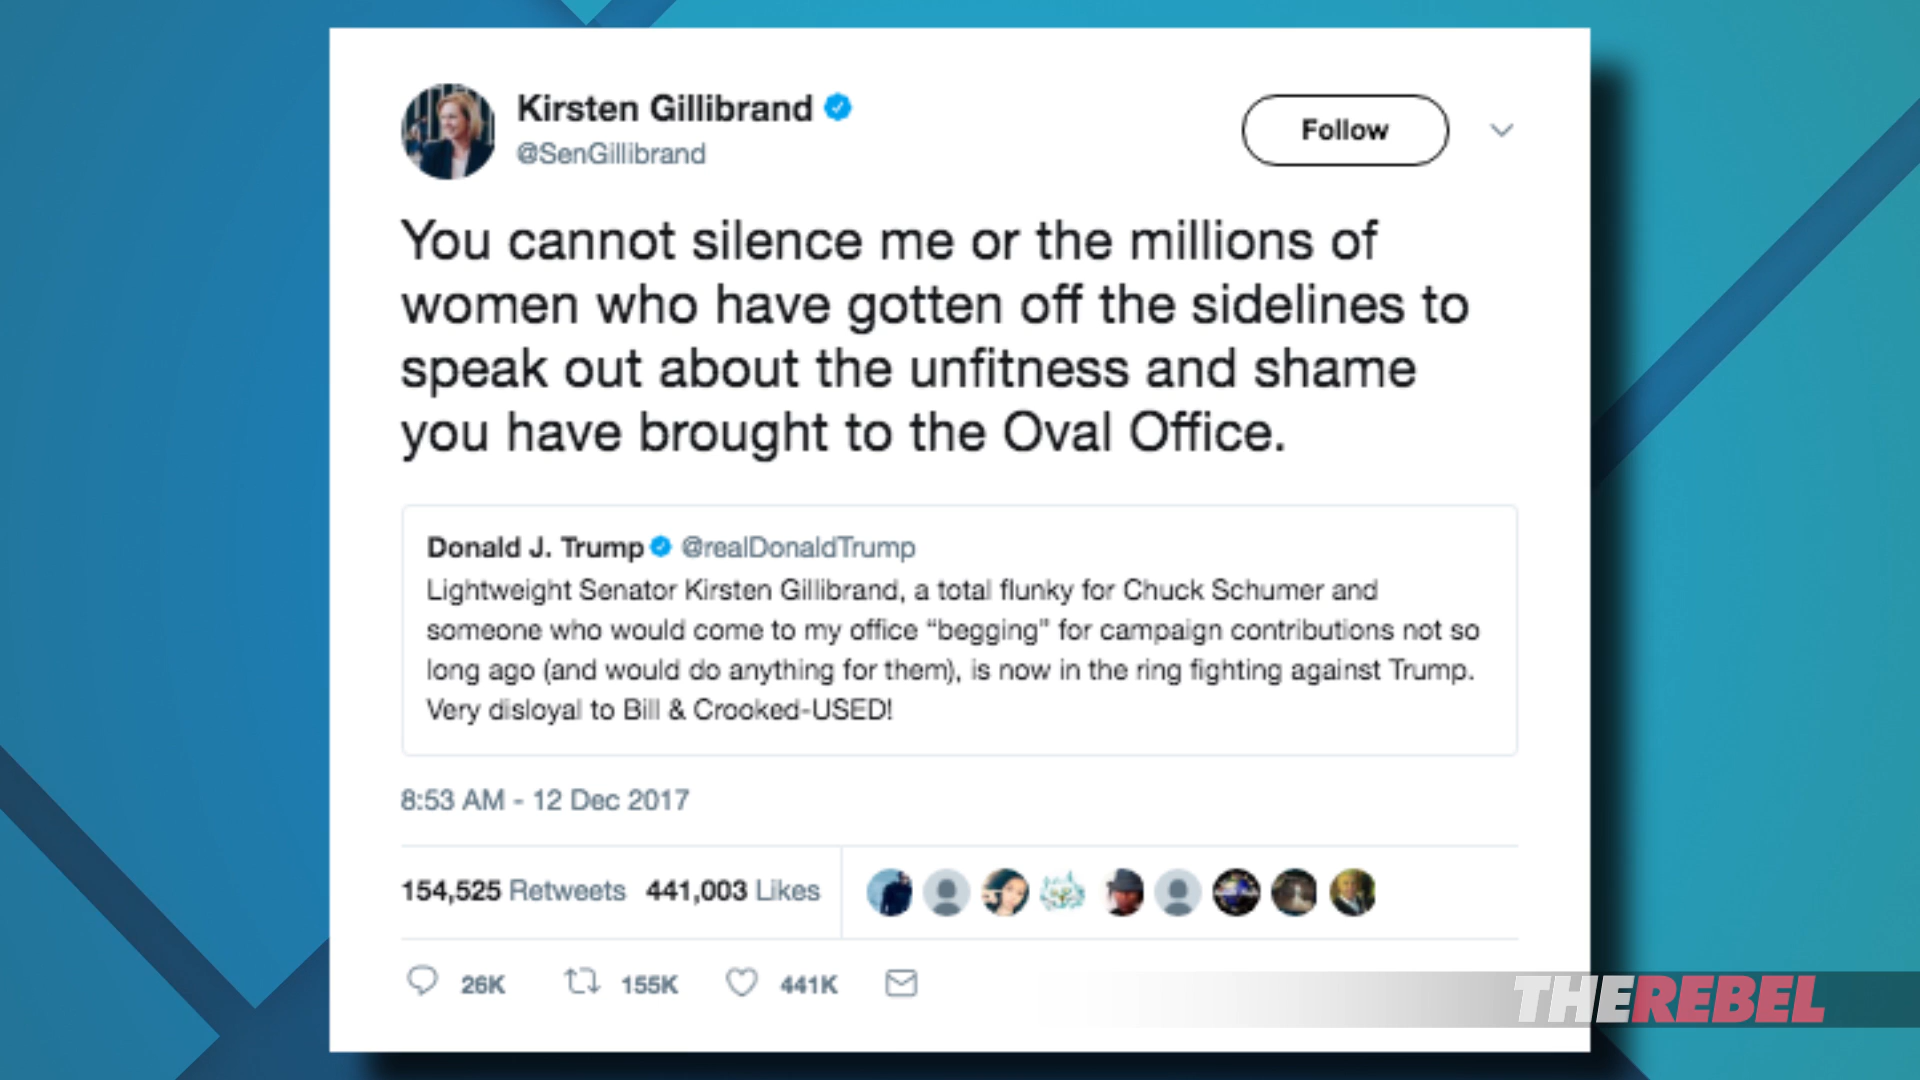 Kirsten Gillibrand
@SenGillibrand
Follow
You cannot silence me or the millions of
women who have gotten off the sidelines to
speak out about the unfitness and shame
you have brought to the Oval Office.
Donald J. Trump @realDonaldTrump
Lightweight Senator Kirsten Gillibrand, a total flunky for Chuck Schumer and
someone who would come to my office “begging” for campaign contributions not so
long ago (and would do anything for them), is now in the ring fighting against Trump.
Very disloyal to Bill & Crooked-USED!
8:53 AM - 12 Dec 2017
154,525 Retweets 441,003 Likes
26K 155K 441K
THEREBEL